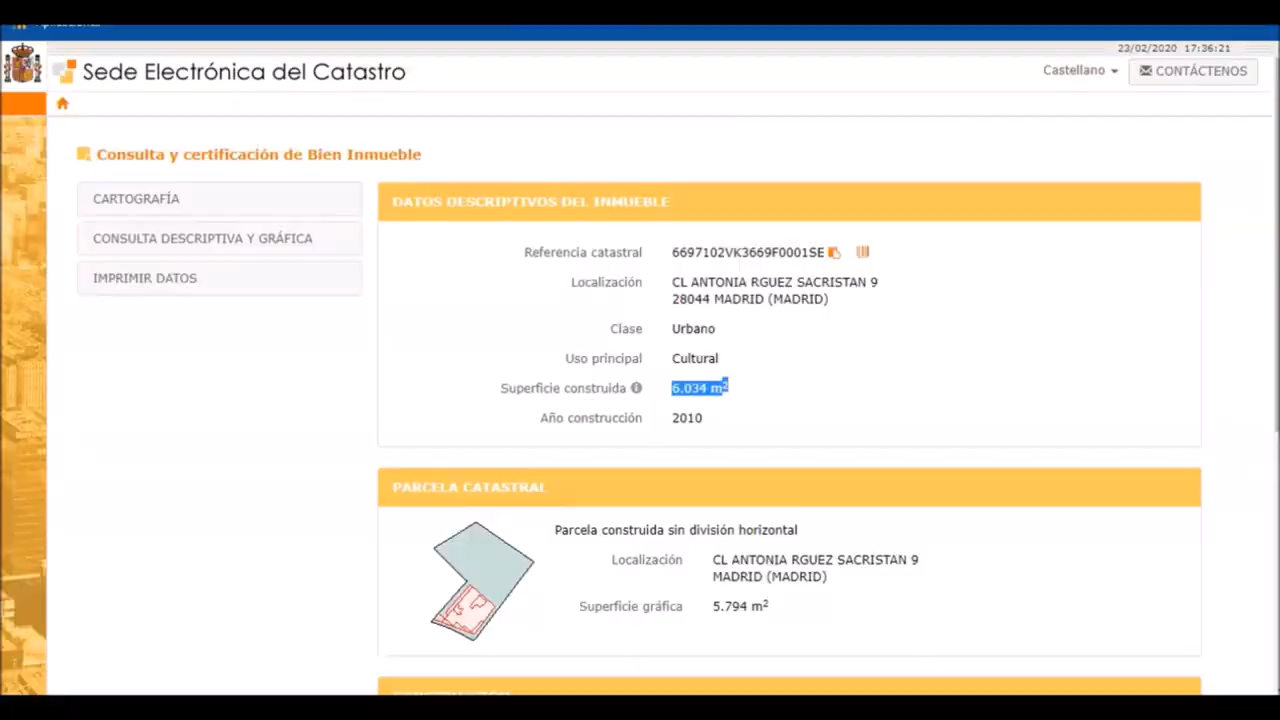 23/02/2020 17:36:21
Sede Electrónica del Catastro
Castellano
CONTÁCTENOS
Consulta y certificación de Bien Inmueble
CARTOGRAFÍA
CONSULTA DESCRIPTIVA Y GRÁFICA
IMPRIMIR DATOS
DATOS DESCRIPTIVOS DEL INMUEBLE
Referencia catastral 6697102VK3669F0001SE
Localización CL ANTONIA RGUEZ SACRISTAN 9
28044 MADRID (MADRID)
Clase Urbano
Uso principal Cultural
Superficie construida 6.034 m²
Año construcción 2010
PARCELA CATASTRAL
Parcela construida sin división horizontal
Localización CL ANTONIA RGUEZ SACRISTAN 9
MADRID (MADRID)
Superficie gráfica 5.794 m²